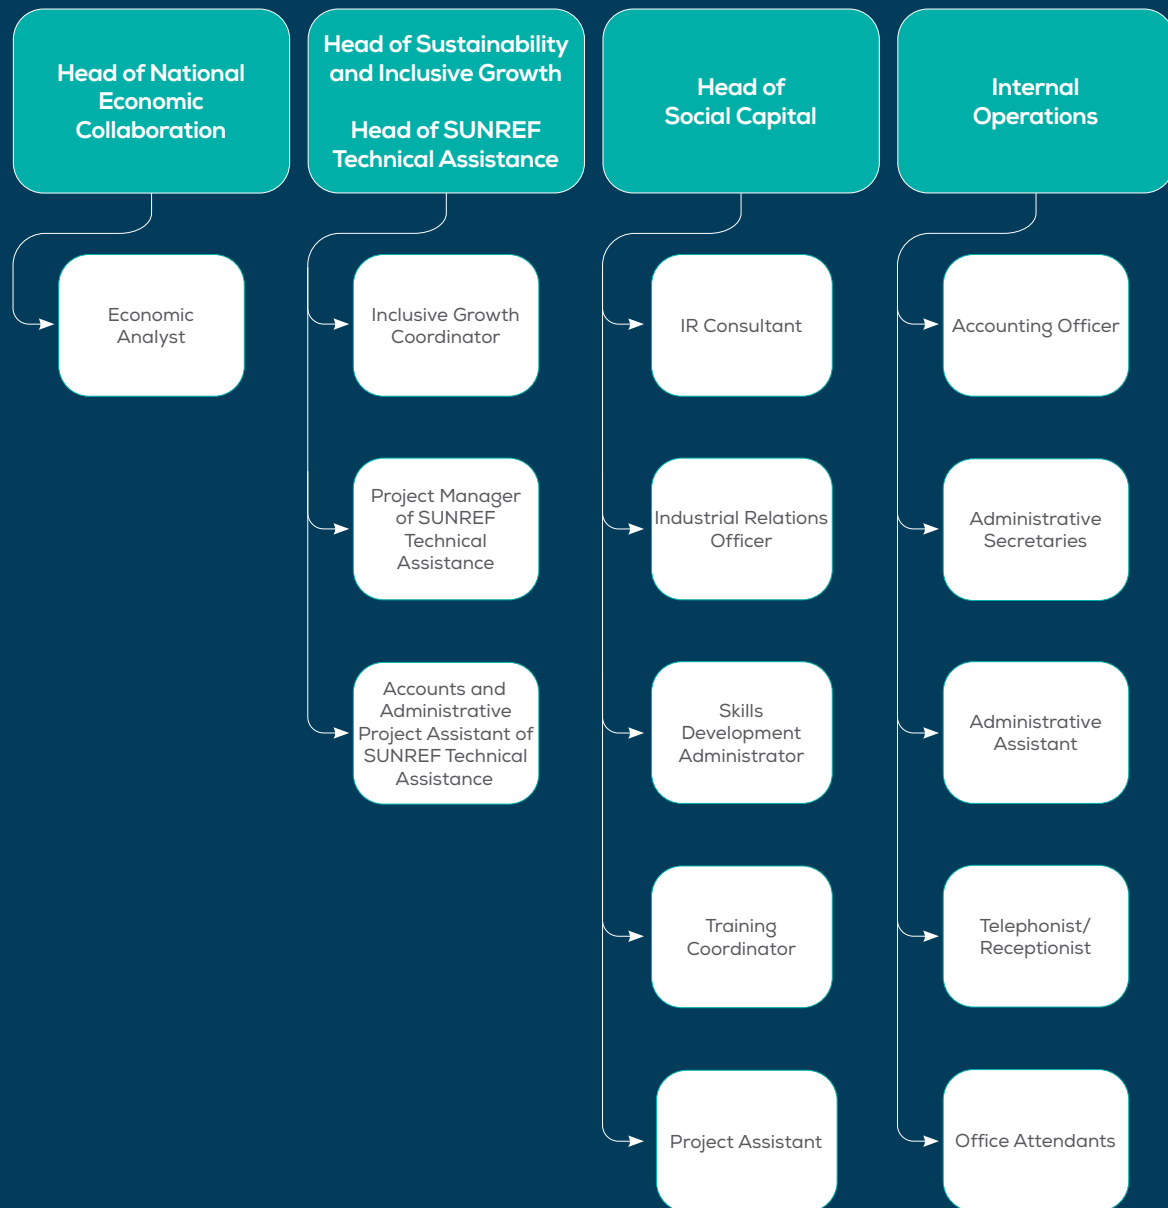 Head of National
Economic
Collaboration
Head of Sustainability
and Inclusive Growth
Head of SUNREF
Technical Assistance
Head of
Social Capital
Internal
Operations
Economic
Analyst
Inclusive Growth
Coordinator
IR Consultant
Accounting Officer
Project Manager
of SUNREF
Technical
Assistance
Industrial Relations
Officer
Administrative
Secretaries
Accounts and
Administrative
Project Assistant of
SUNREF Technical
Assistance
Skills
Development
Administrator
Administrative
Assistant
Training
Coordinator
Telephonist/
Receptionist
Project Assistant
Office Attendants